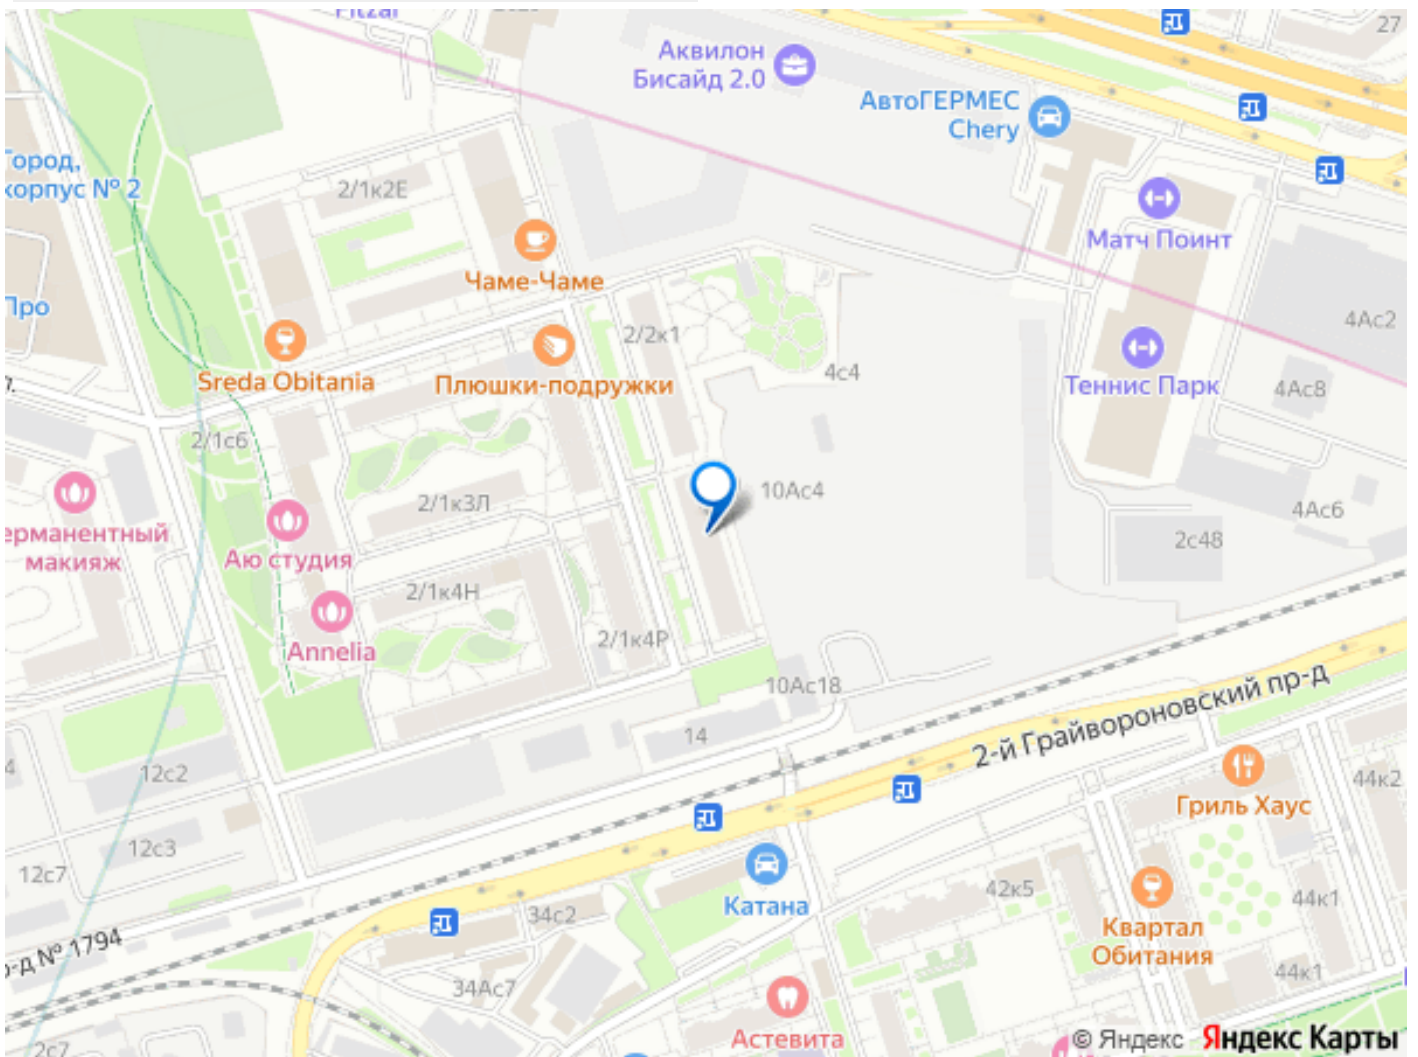 27
Аквилон
Бисайд 2.0
АвтоГЕРМЕС
Chery
Город,
корпус № 2
2/1к2Е
Матч Поинт
Чаме-Чаме
Про
4Ас2
2/2к1
Sreda Obitania
Плюшки-подружки
4с4
Теннис Парк
4Ас8
2/1с6
10Ас4
2/1к3Л
4Ас6
ерманентный
макияж
Аю студия
2с48
2/1к4Н
Annelia
2/1к4Р
10Ас18
2-й Грайвороновский пр-д
14
4
12с2
44к2
Гриль Хаус
12с3
12с7
42к5
44к1
Катана
34с2
Квартал
Обитания
№ 1794
44к1
34Ас7
Астевита
2с7
© Яндекс Яндекс Карты